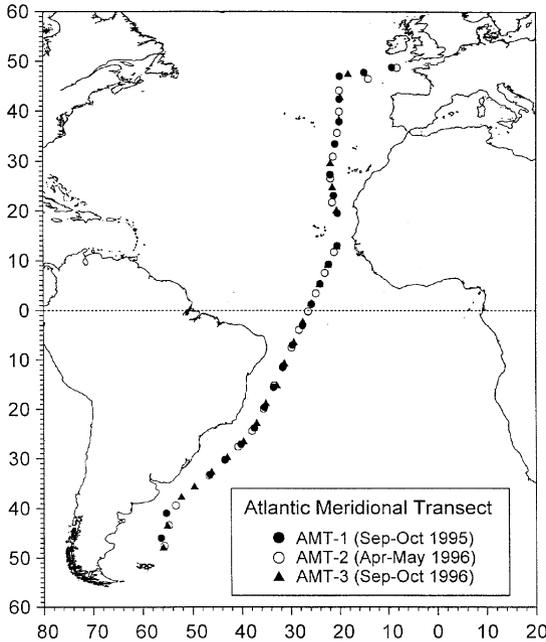 60
50
40
30
20
10
0
10
20
30
40
50
60
Atlantic Meridional Transect
AMT-1 (Sep-Oct 1995)
AMT-2 (Apr-May 1996)
AMT-3 (Sep-Oct 1996)
80 70 60 50 40 30 20 10 0 10 20